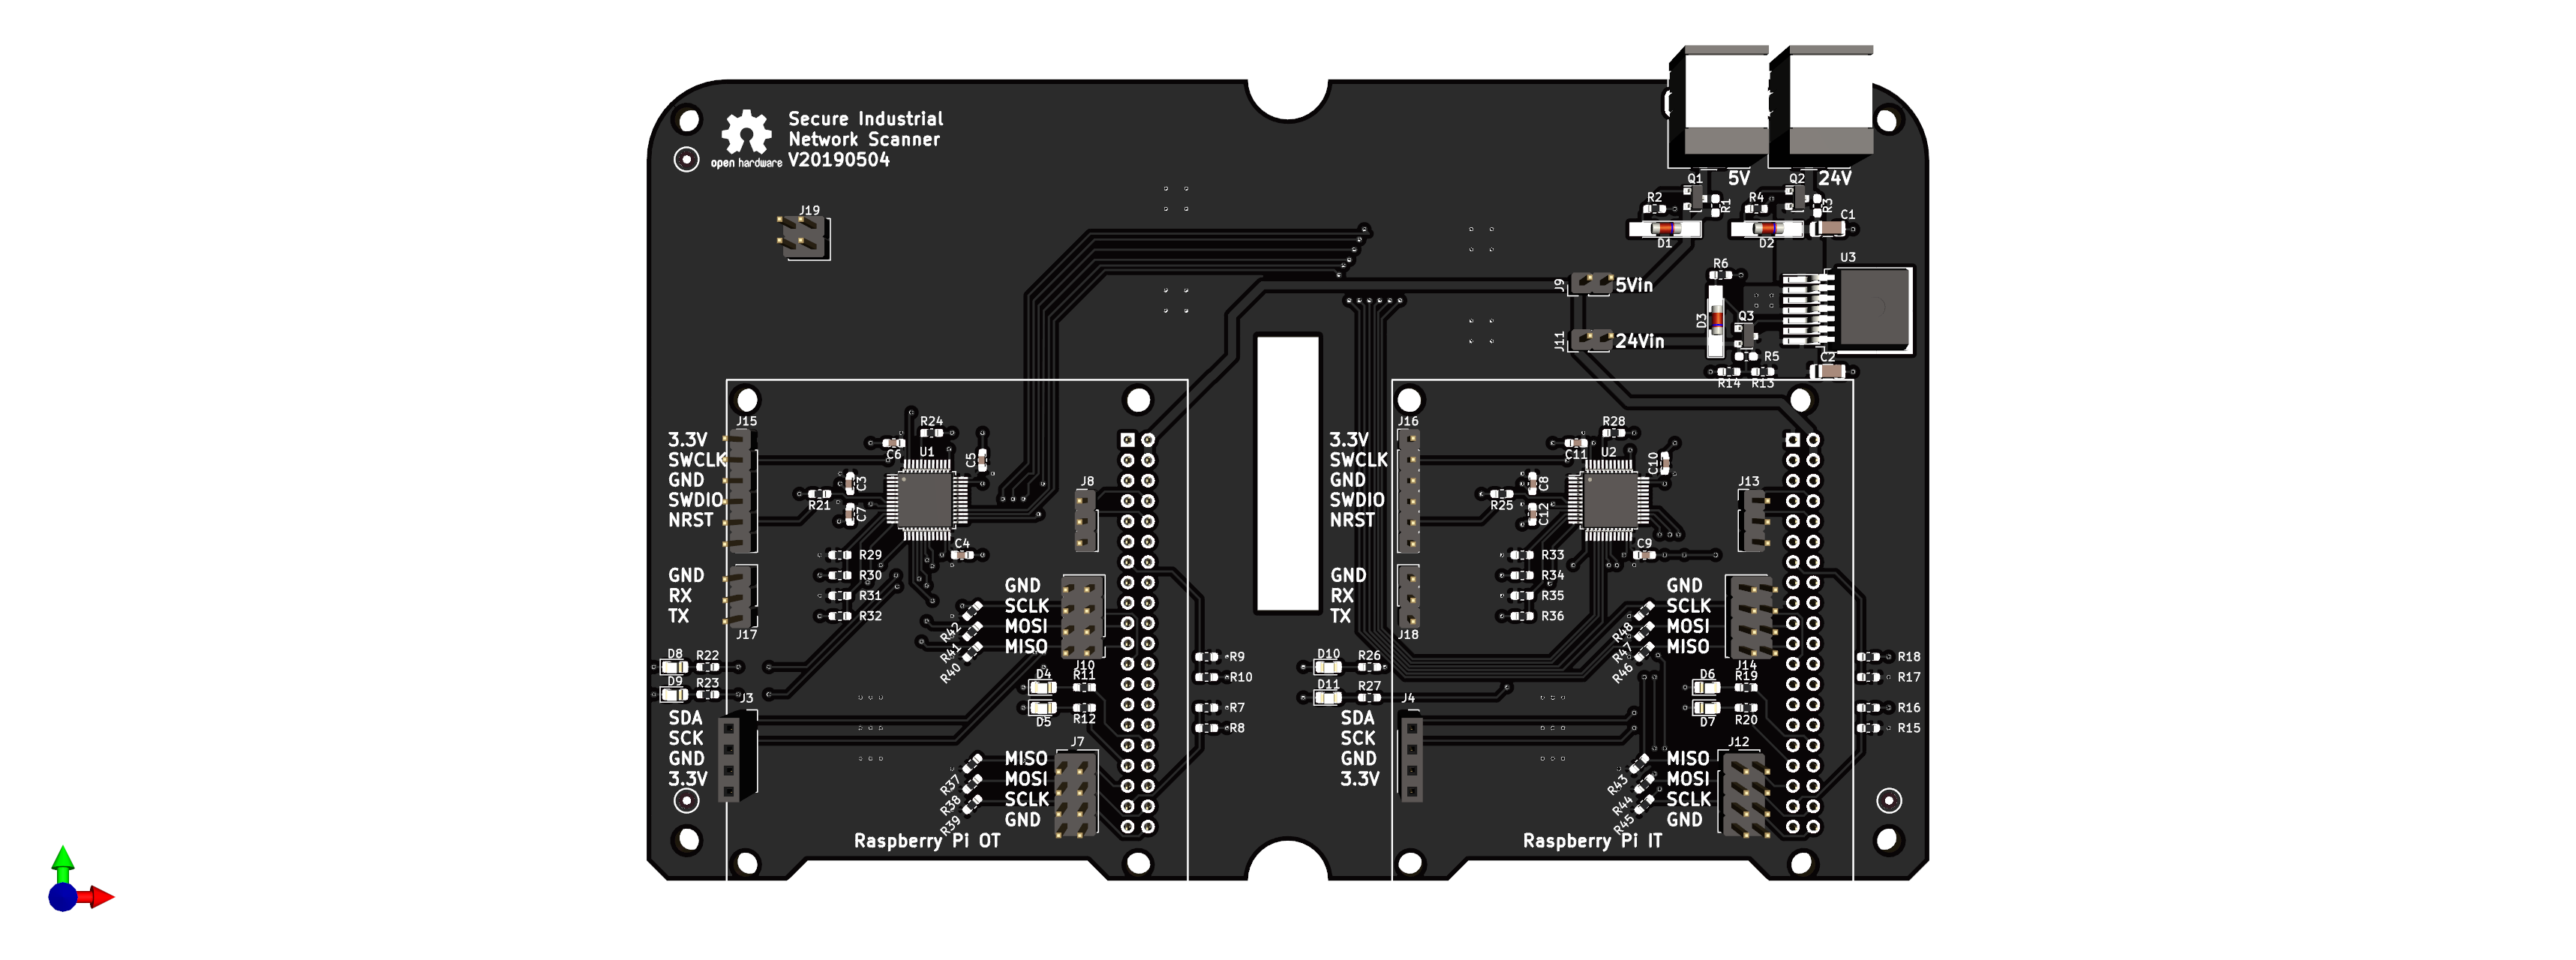 Secure Industrial
Network Scanner
V20190504
open hardware
5V
24V
Q1
Q2
R2
R1
R4
R3
C1
D1
D2
J19
U3
R6
J9
5Vin
D3
Q3
J11
24Vin
R5
C2
R14
R13
J15
3.3V
SWCLK
GND
SWDIO
NRST
R24
C6
U1
C5
C3
R21
C7
C4
J8
GND
RX
TX
J17
R29
R30
R31
R32
GND
SCLK
MOSI
MISO
R42
R41
R40
J10
D8
R22
D9
R23
D4
R11
D5
R12
R9
R10
R7
R8
J3
SDA
SCK
GND
3.3V
J7
MISO
MOSI
SCLK
GND
R37
R38
R39
Raspberry Pi OT
J16
3.3V
SWCLK
GND
SWDIO
NRST
R28
C11
U2
C10
C8
R25
C12
C9
J13
GND
RX
TX
J18
R33
R34
R35
R36
GND
SCLK
MOSI
MISO
R48
R47
R46
J14
D10
R26
D11
R27
D6
R19
D7
R20
R18
R17
R16
R15
J4
SDA
SCK
GND
3.3V
J12
MISO
MOSI
SCLK
GND
R43
R44
R45
Raspberry Pi IT